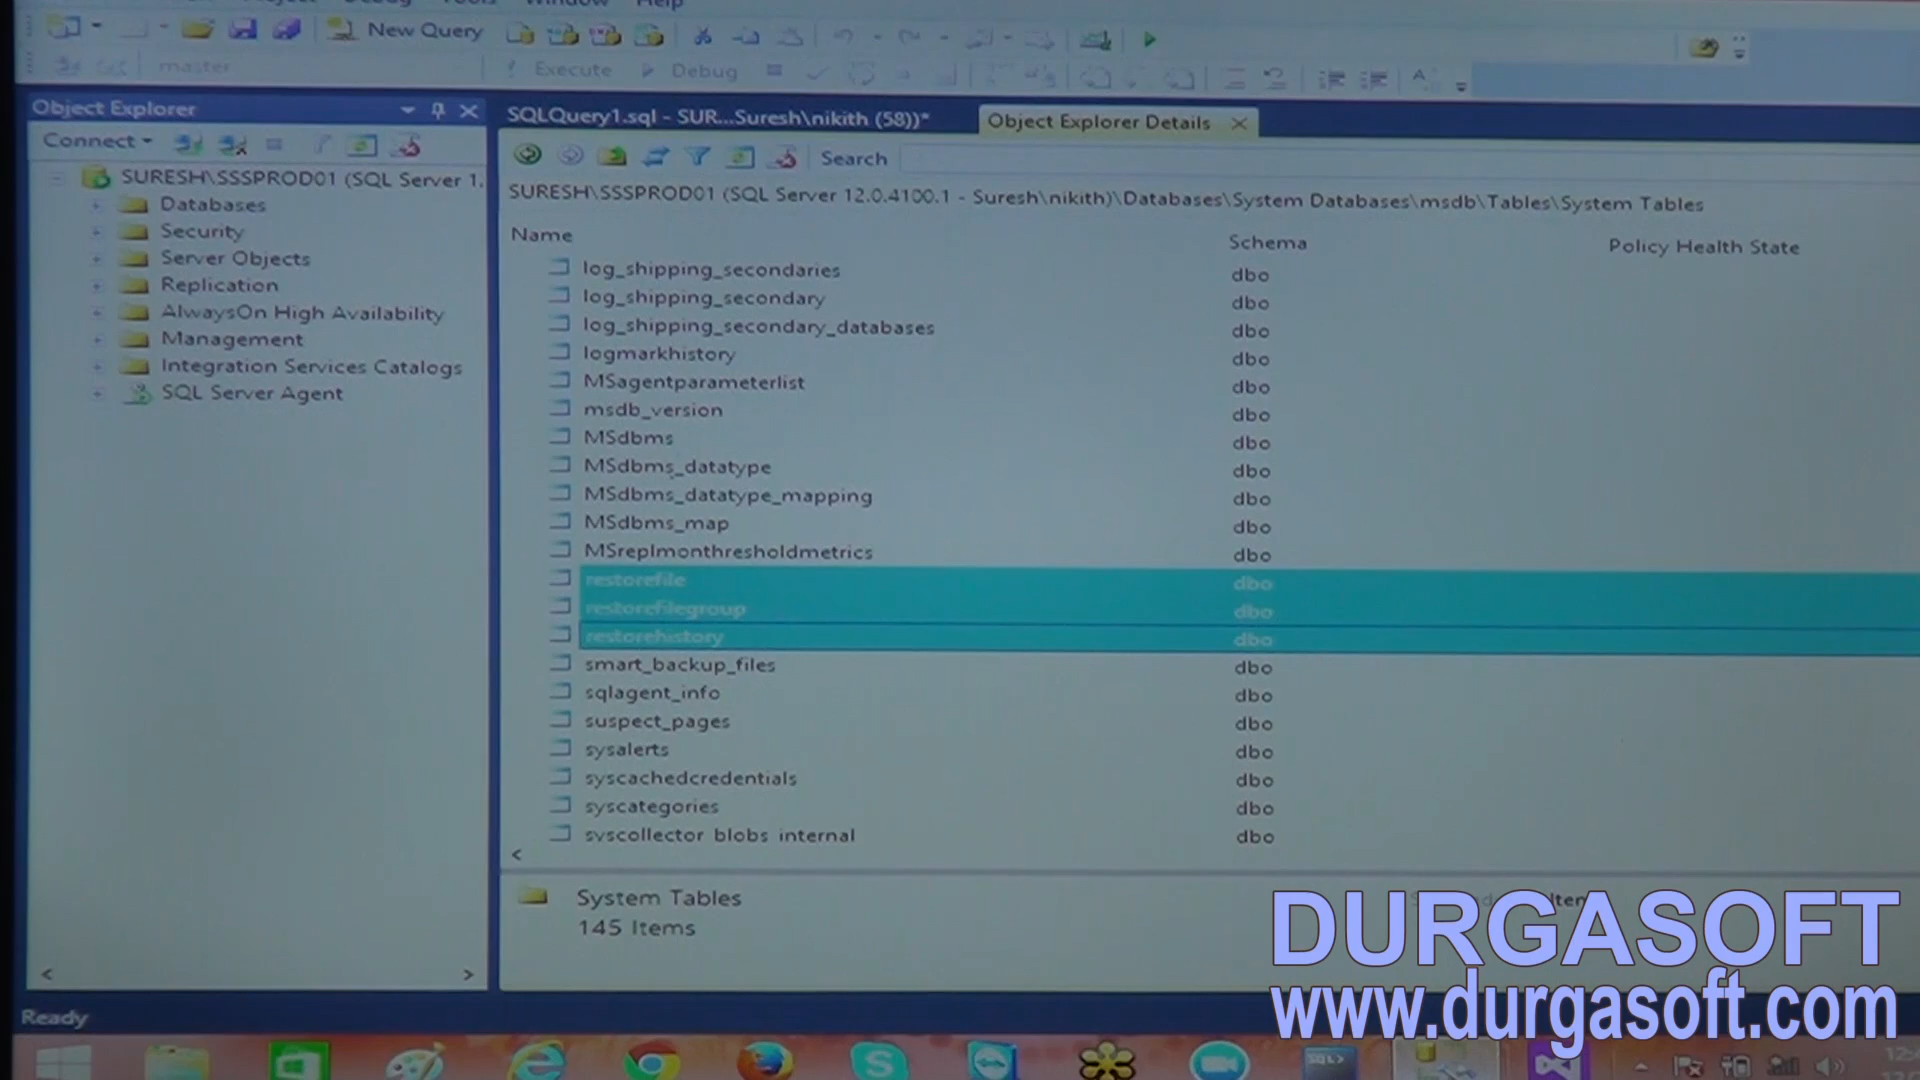 New Query
master
Execute
Debug
Object Explorer
SQLQuery1.sql - SUR...Suresh\nikith (58))*
Object Explorer Details
Connect
Search
SURESH\SSSPROD01 (SQL Server 1.
SURESH\SSSPROD01 (SQL Server 12.0.4100.1 - Suresh\nikith)\Databases\System Databases\msdb\Tables\System Tables
Databases
Security
Server Objects
Replication
AlwaysOn High Availability
Management
Integration Services Catalogs
SQL Server Agent
Name Schema Policy Health State
log_shipping_secondaries dbo
log_shipping_secondary dbo
log_shipping_secondary_databases dbo
logmarkhistory dbo
MSagentparameterlist dbo
msdb_version dbo
MSdbms dbo
MSdbms_datatype dbo
MSdbms_datatype_mapping dbo
MSdbms_map dbo
MSreplmonthresholdmetrics dbo
restorefile dbo
restorefilegroup dbo
restorehistory dbo
smart_backup_files dbo
sqlagent_info dbo
suspect_pages dbo
sysalerts dbo
syscachedcredentials dbo
syscategories dbo
syscollector_blobs_internal dbo
System Tables
145 Items
DURGASOFT
www.durgasoft.com
Ready
SQL>